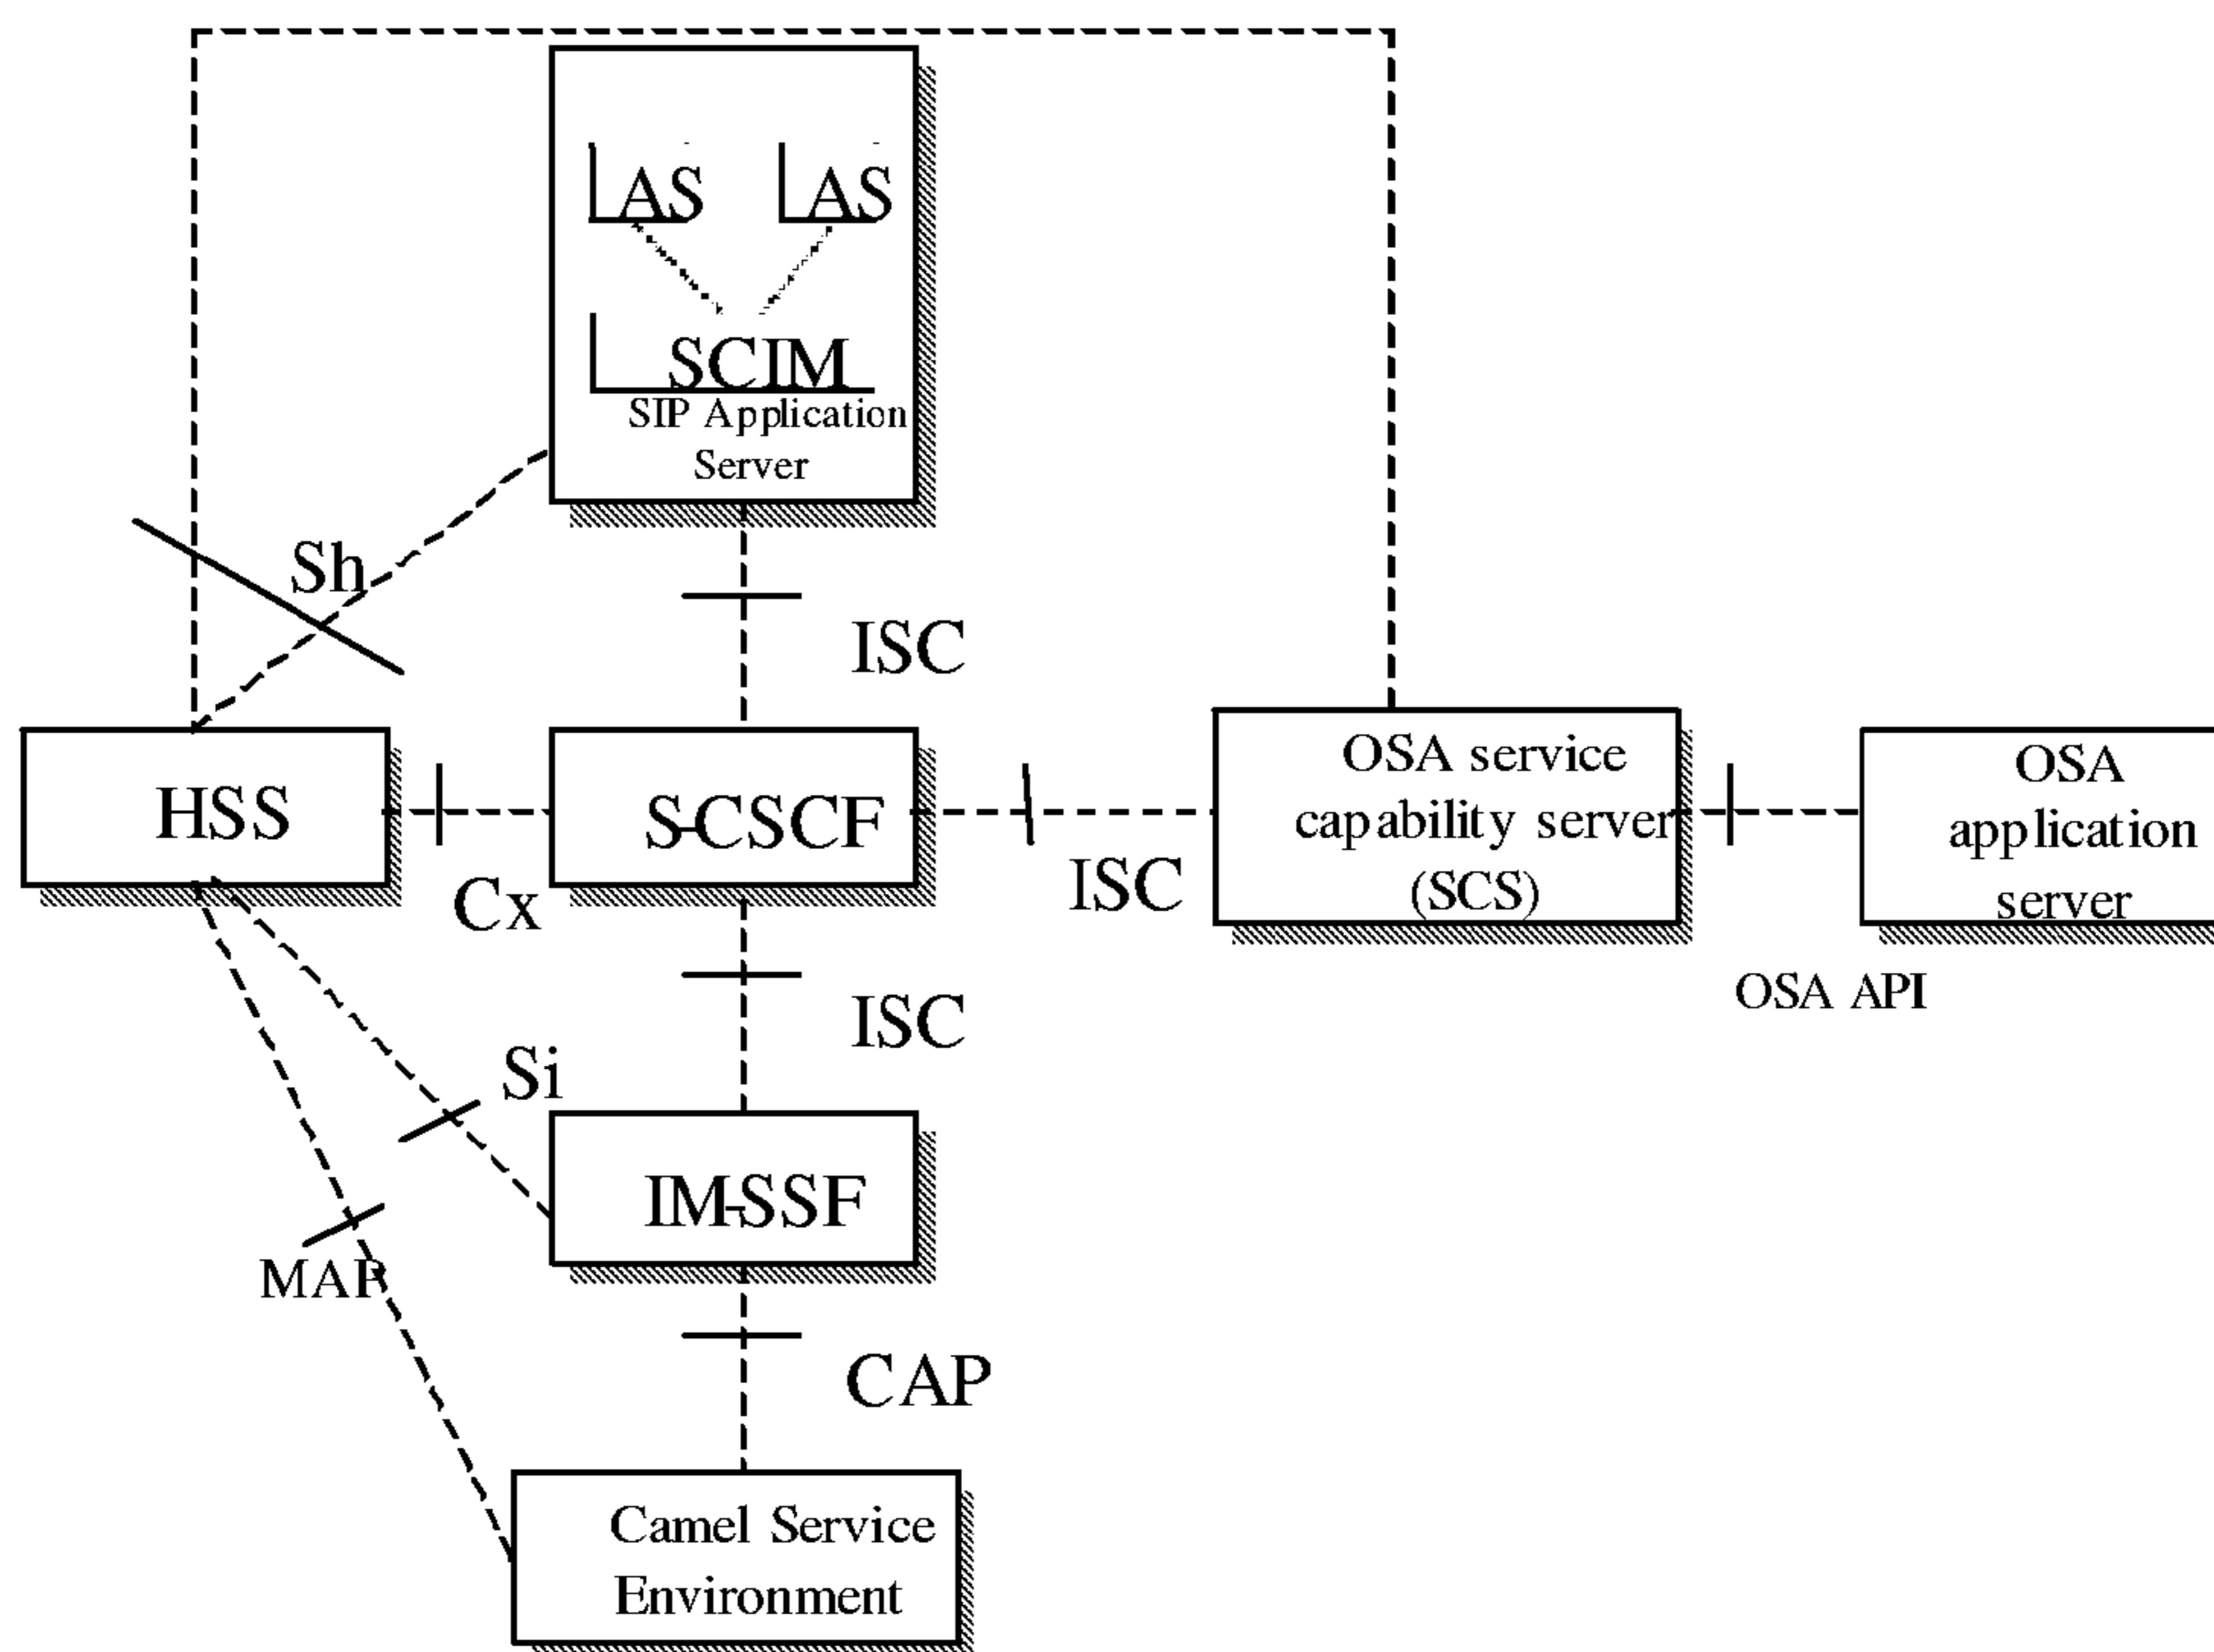 AS
AS
SCIM
SIP Application
Server
Sh
ISC
HSS
S-CSCF
OSA service
capability server
(SCS)
OSA
application
server
Cx
ISC
OSA API
ISC
Si
IM-SSF
MAP
CAP
Camel Service
Environment